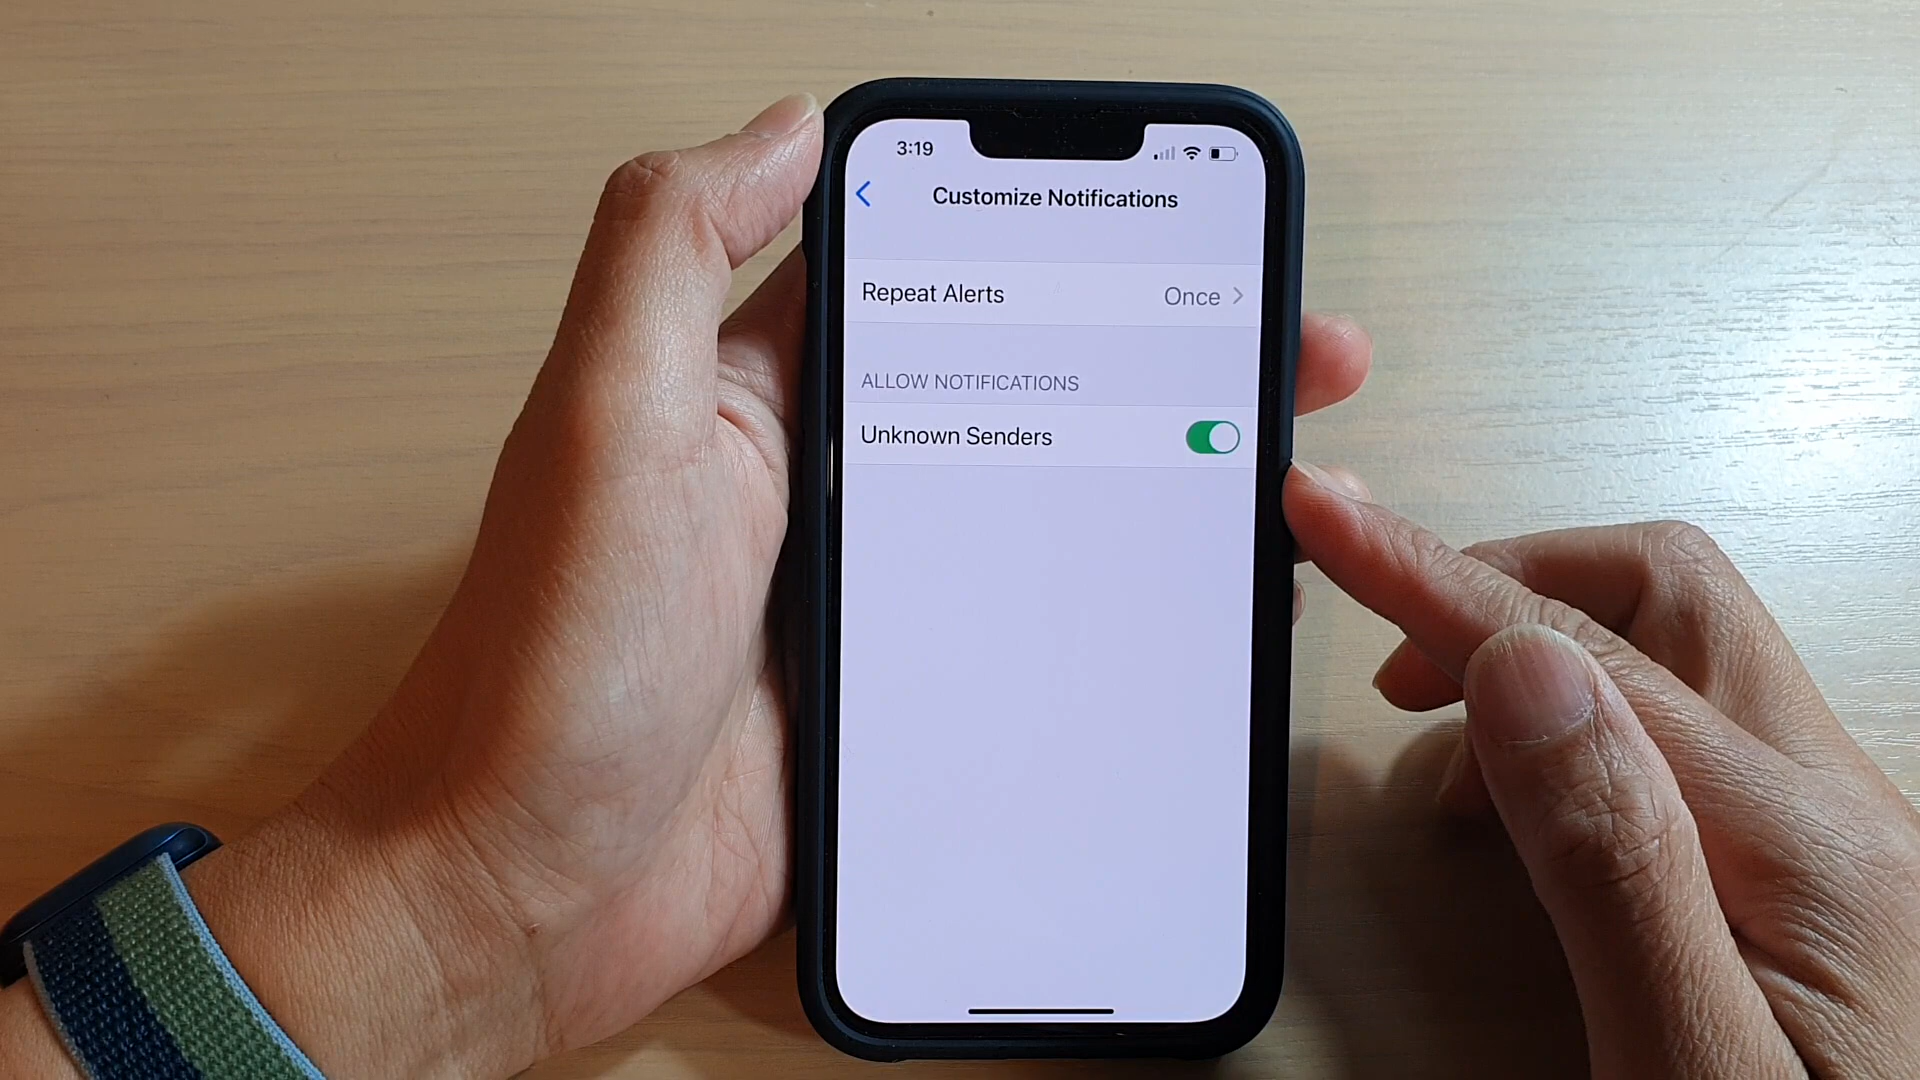 3:19
Customize Notifications
Repeat Alerts Once
ALLOW NOTIFICATIONS
Unknown Senders